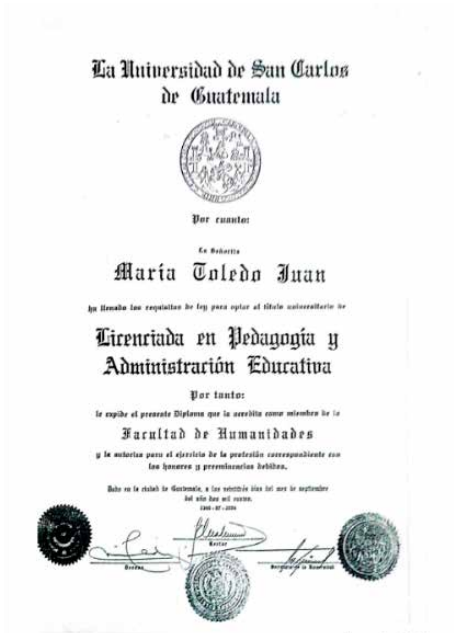 La Universidad de San Carlos
de Guatemala
Por cuanto:
La Señorita
María Toledo Juan
ha llenado los requisitos de ley para optar al título universitario de
Licenciada en Pedagogía y
Administración Educativa
Por tanto:
le expide el presente Diploma que la acredita como miembro de la
Facultad de Humanidades
y la autoriza para el ejercicio de la profesión correspondiente con
los honores y preeminencias debidos.
Dado en la ciudad de Guatemala, a los días del mes de septiembre
del año dos mil
Rector
Decano